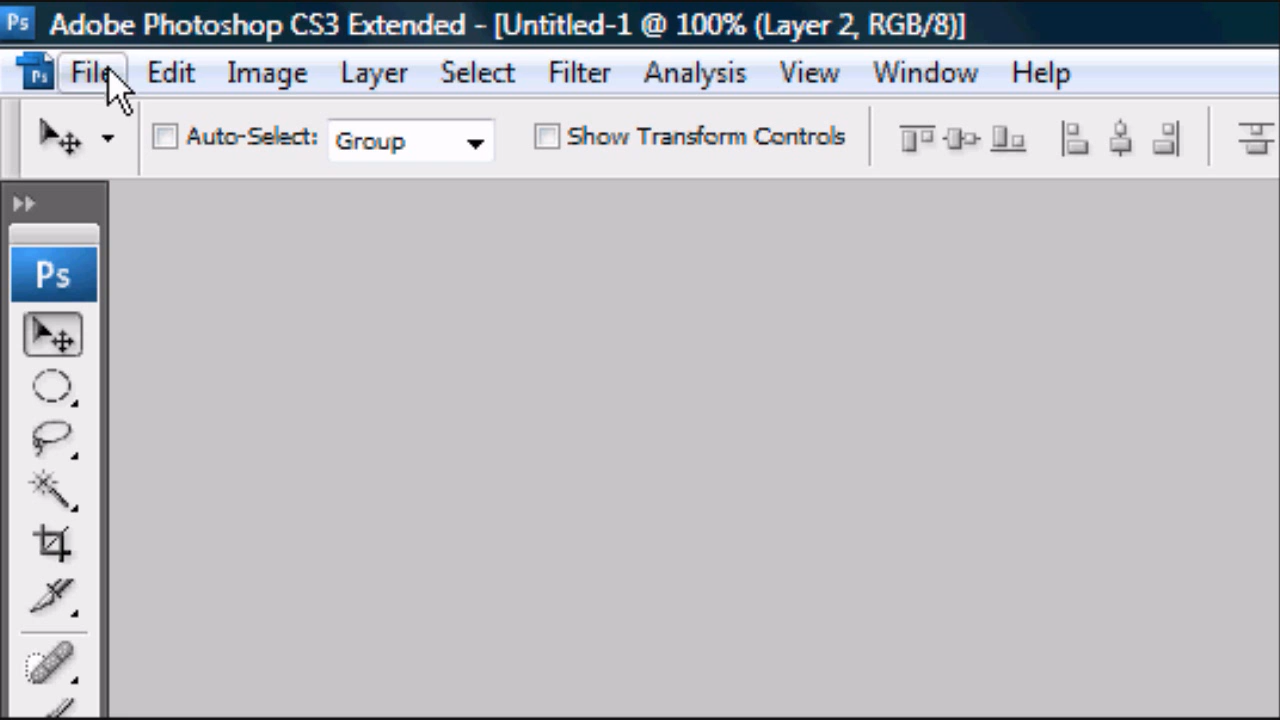 Ps Adobe Photoshop CS3 Extended - [Untitled-1 @ 100% (Layer 2, RGB/8)]
Ps File Edit Image Layer Select Filter Analysis View Window Help
Auto-Select: Group Show Transform Controls
Ps